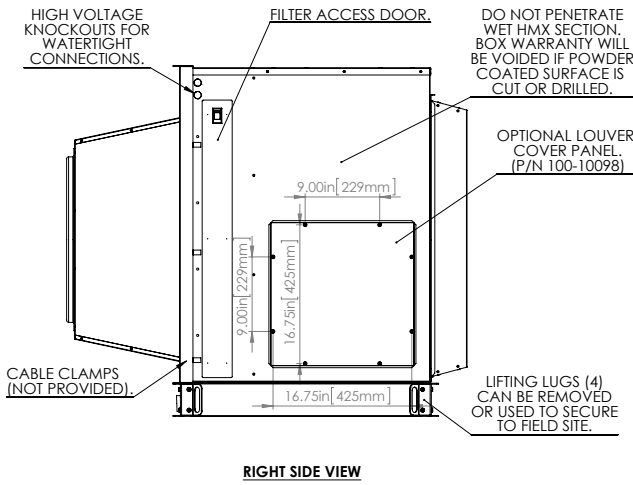 HIGH VOLTAGE
KNOCKOUTS FOR
WATERTIGHT
CONNECTIONS.
FILTER ACCESS DOOR.
DO NOT PENETRATE
WET HMX SECTION.
BOX WARRANTY WILL
BE VOIDED IF POWDER
COATED SURFACE IS
CUT OR DRILLED.
OPTIONAL LOUVER
COVER PANEL.
(P/N 100-10098)
9.00in[229mm]
9.00in[229mm]
16.75in[425mm]
16.75in[425mm]
CABLE CLAMPS
(NOT PROVIDED).
LIFTING LUGS (4)
CAN BE REMOVED
OR USED TO SECURE
TO FIELD SITE.
RIGHT SIDE VIEW